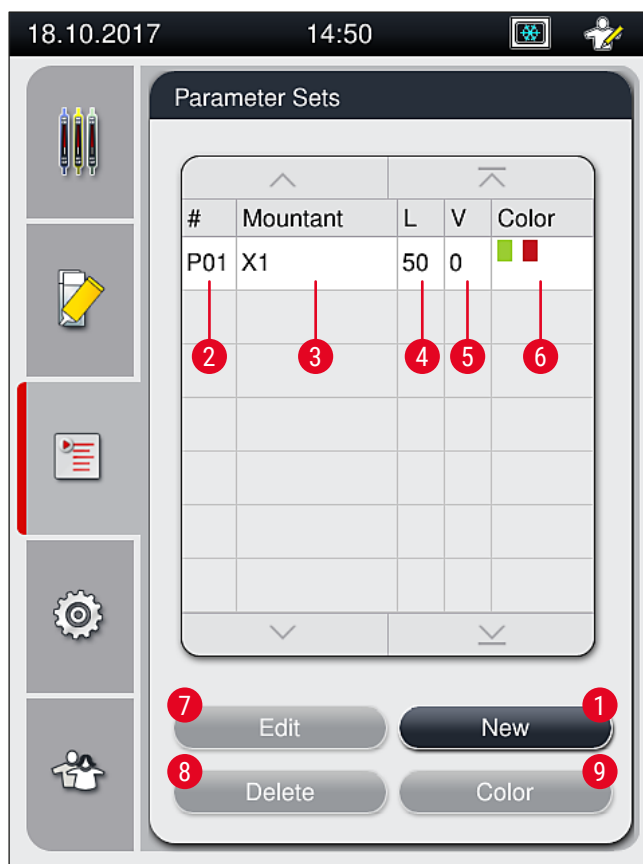 18.10.2017 14:50
Parameter Sets
# Mountant L V Color
P01 X1 50 0
2 3 4 5 6
7 1
Edit New
8 9
Delete Color